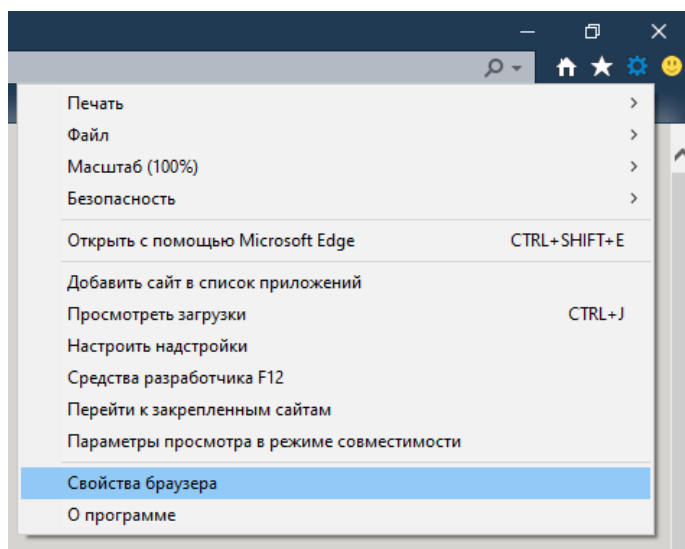 Печать
Файл
Масштаб (100%)
Безопасность
Открыть с помощью Microsoft Edge CTRL+SHIFT+E
Добавить сайт в список приложений
Просмотреть загрузки CTRL+J
Настроить надстройки
Средства разработчика F12
Перейти к закрепленным сайтам
Параметры просмотра в режиме совместимости
Свойства браузера
О программе